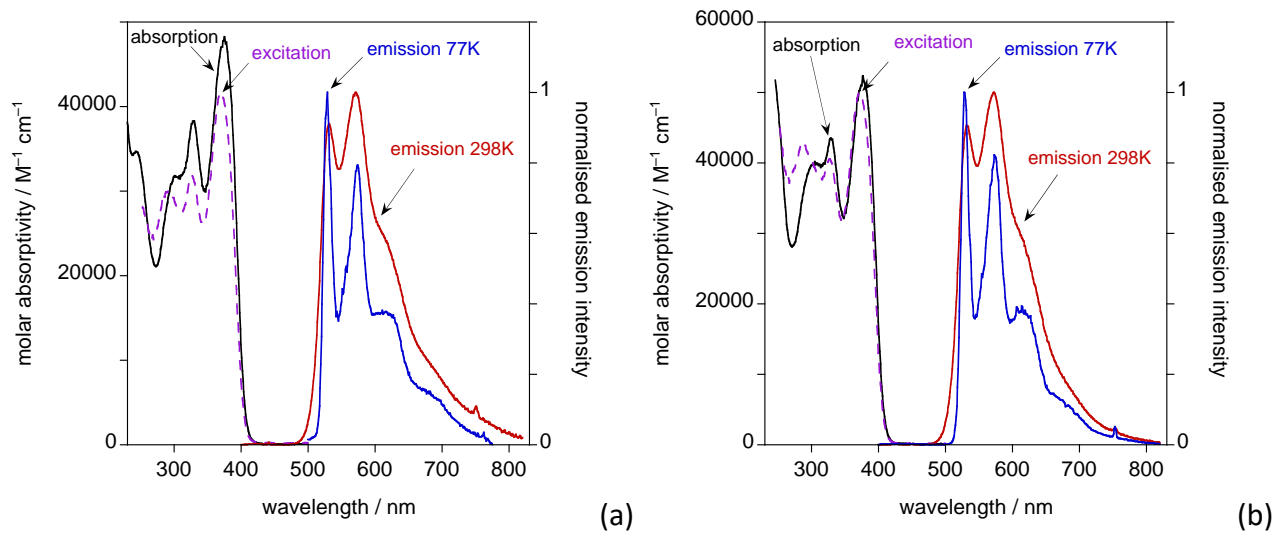 absorption
excitation
emission 77K
emission 298K
40000
20000
0
1
0
300 400 500 600 700 800
molar absorptivity / M⁻¹ cm⁻¹
normalised emission intensity
wavelength / nm
(a)
60000
absorption
excitation
emission 77K
emission 298K
40000
20000
0
1
0
300 400 500 600 700 800
molar absorptivity / M⁻¹ cm⁻¹
normalised emission intensity
wavelength / nm
(b)